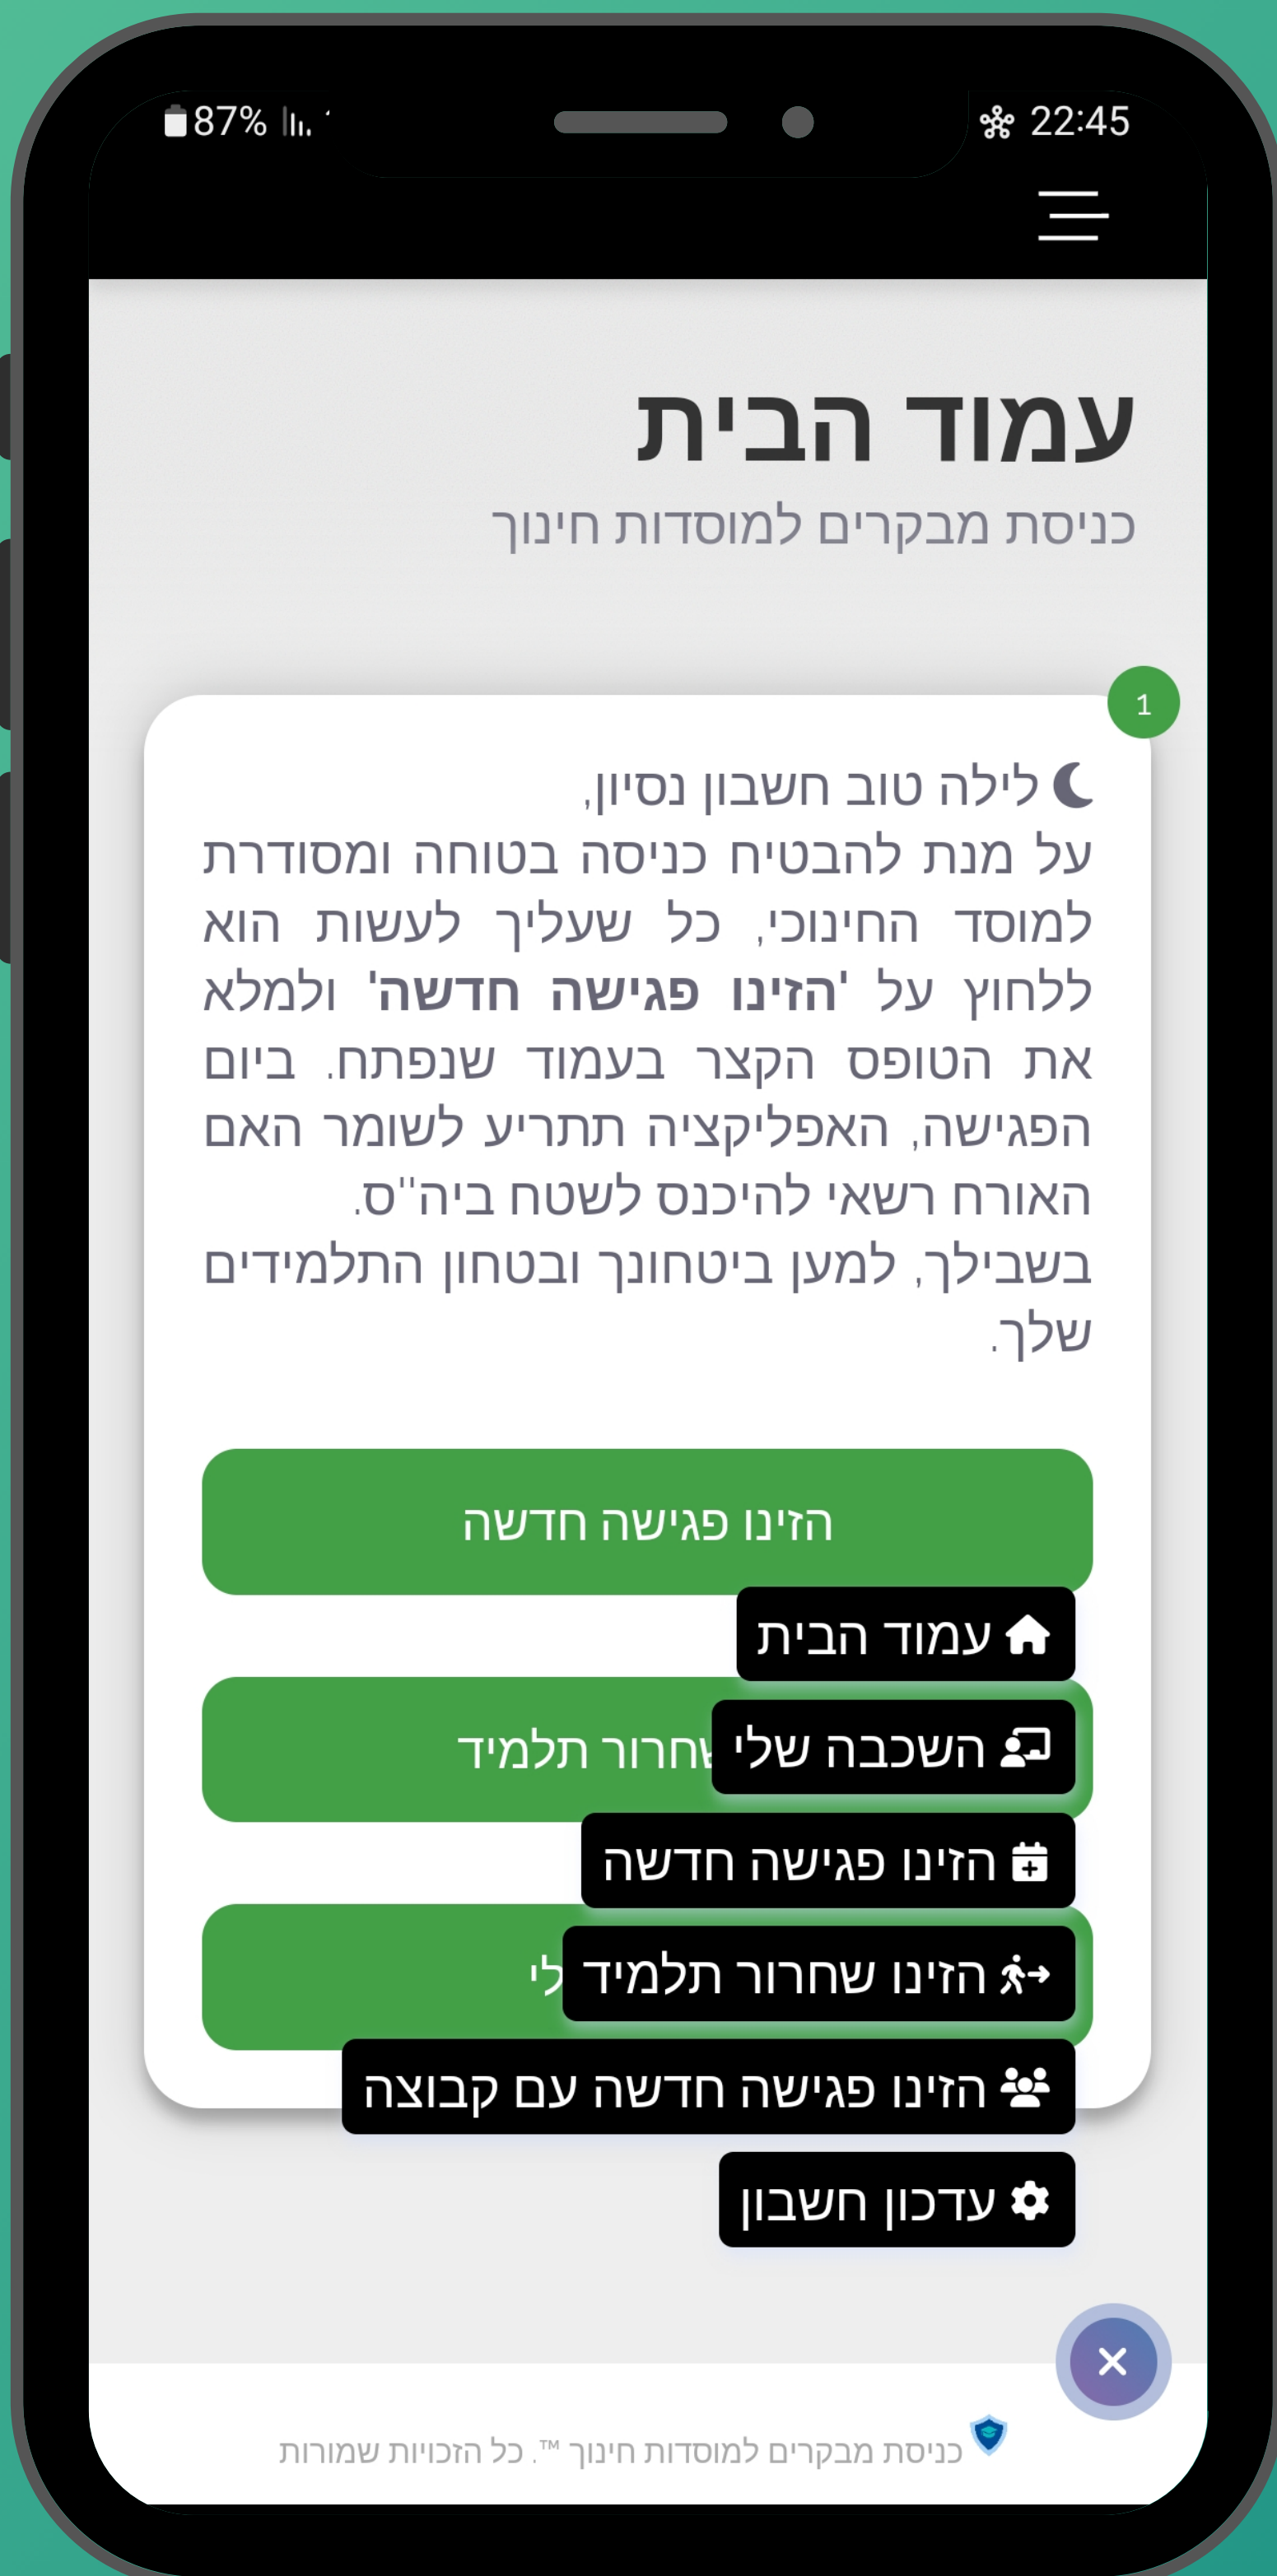 87%
22:45
עמוד הבית
כניסת מבקרים למוסדות חינוך
1
לילה טוב חשבון נסיון,
על מנת להבטיח כניסה בטוחה ומסודרת
למוסד החינוכי, כל שעליך לעשות הוא
ללחוץ על 'הזינו פגישה חדשה' ולמלא
את הטופס הקצר בעמוד שנפתח. ביום
הפגישה, האפליקציה תתריע לשומר האם
האורח רשאי להיכנס לשטח ביה''ס.
בשבילך, למען ביטחונך ובטחון התלמידים
שלך.
הזינו פגישה חדשה
עמוד הבית
השכבה שלי
תלמיד
הזינו פגישה חדשה
הזינו שחרור תלמיד
הזינו פגישה חדשה עם קבוצה
עדכון חשבון
כניסת מבקרים למוסדות חינוך ™. כל הזכויות שמורות